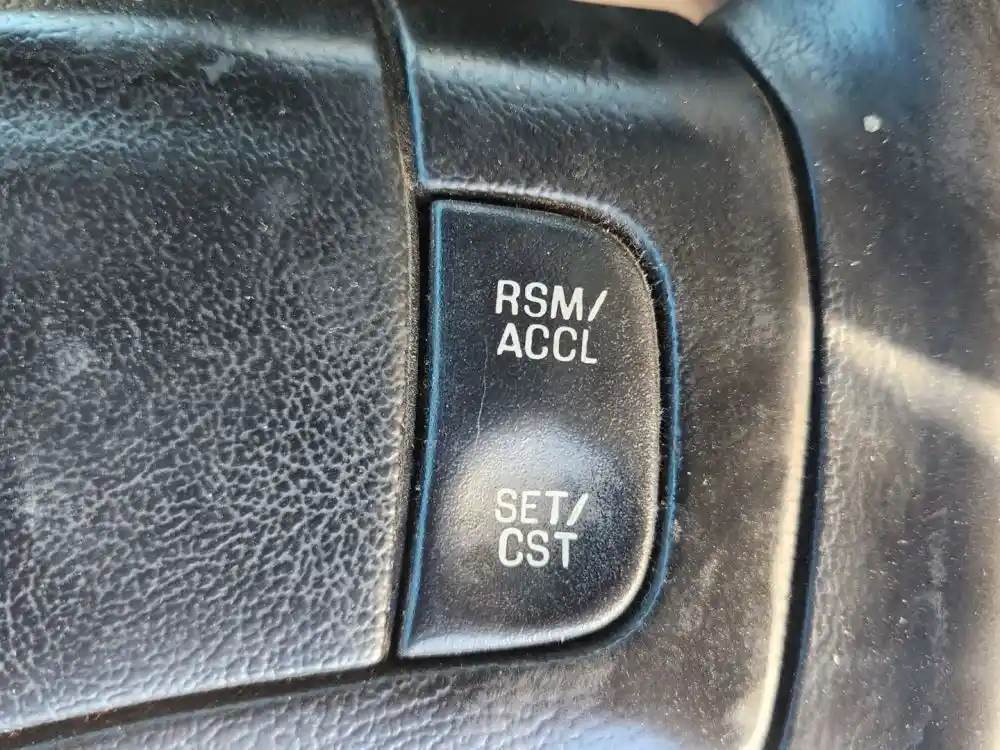 RSM/
ACCL
SET/
CST